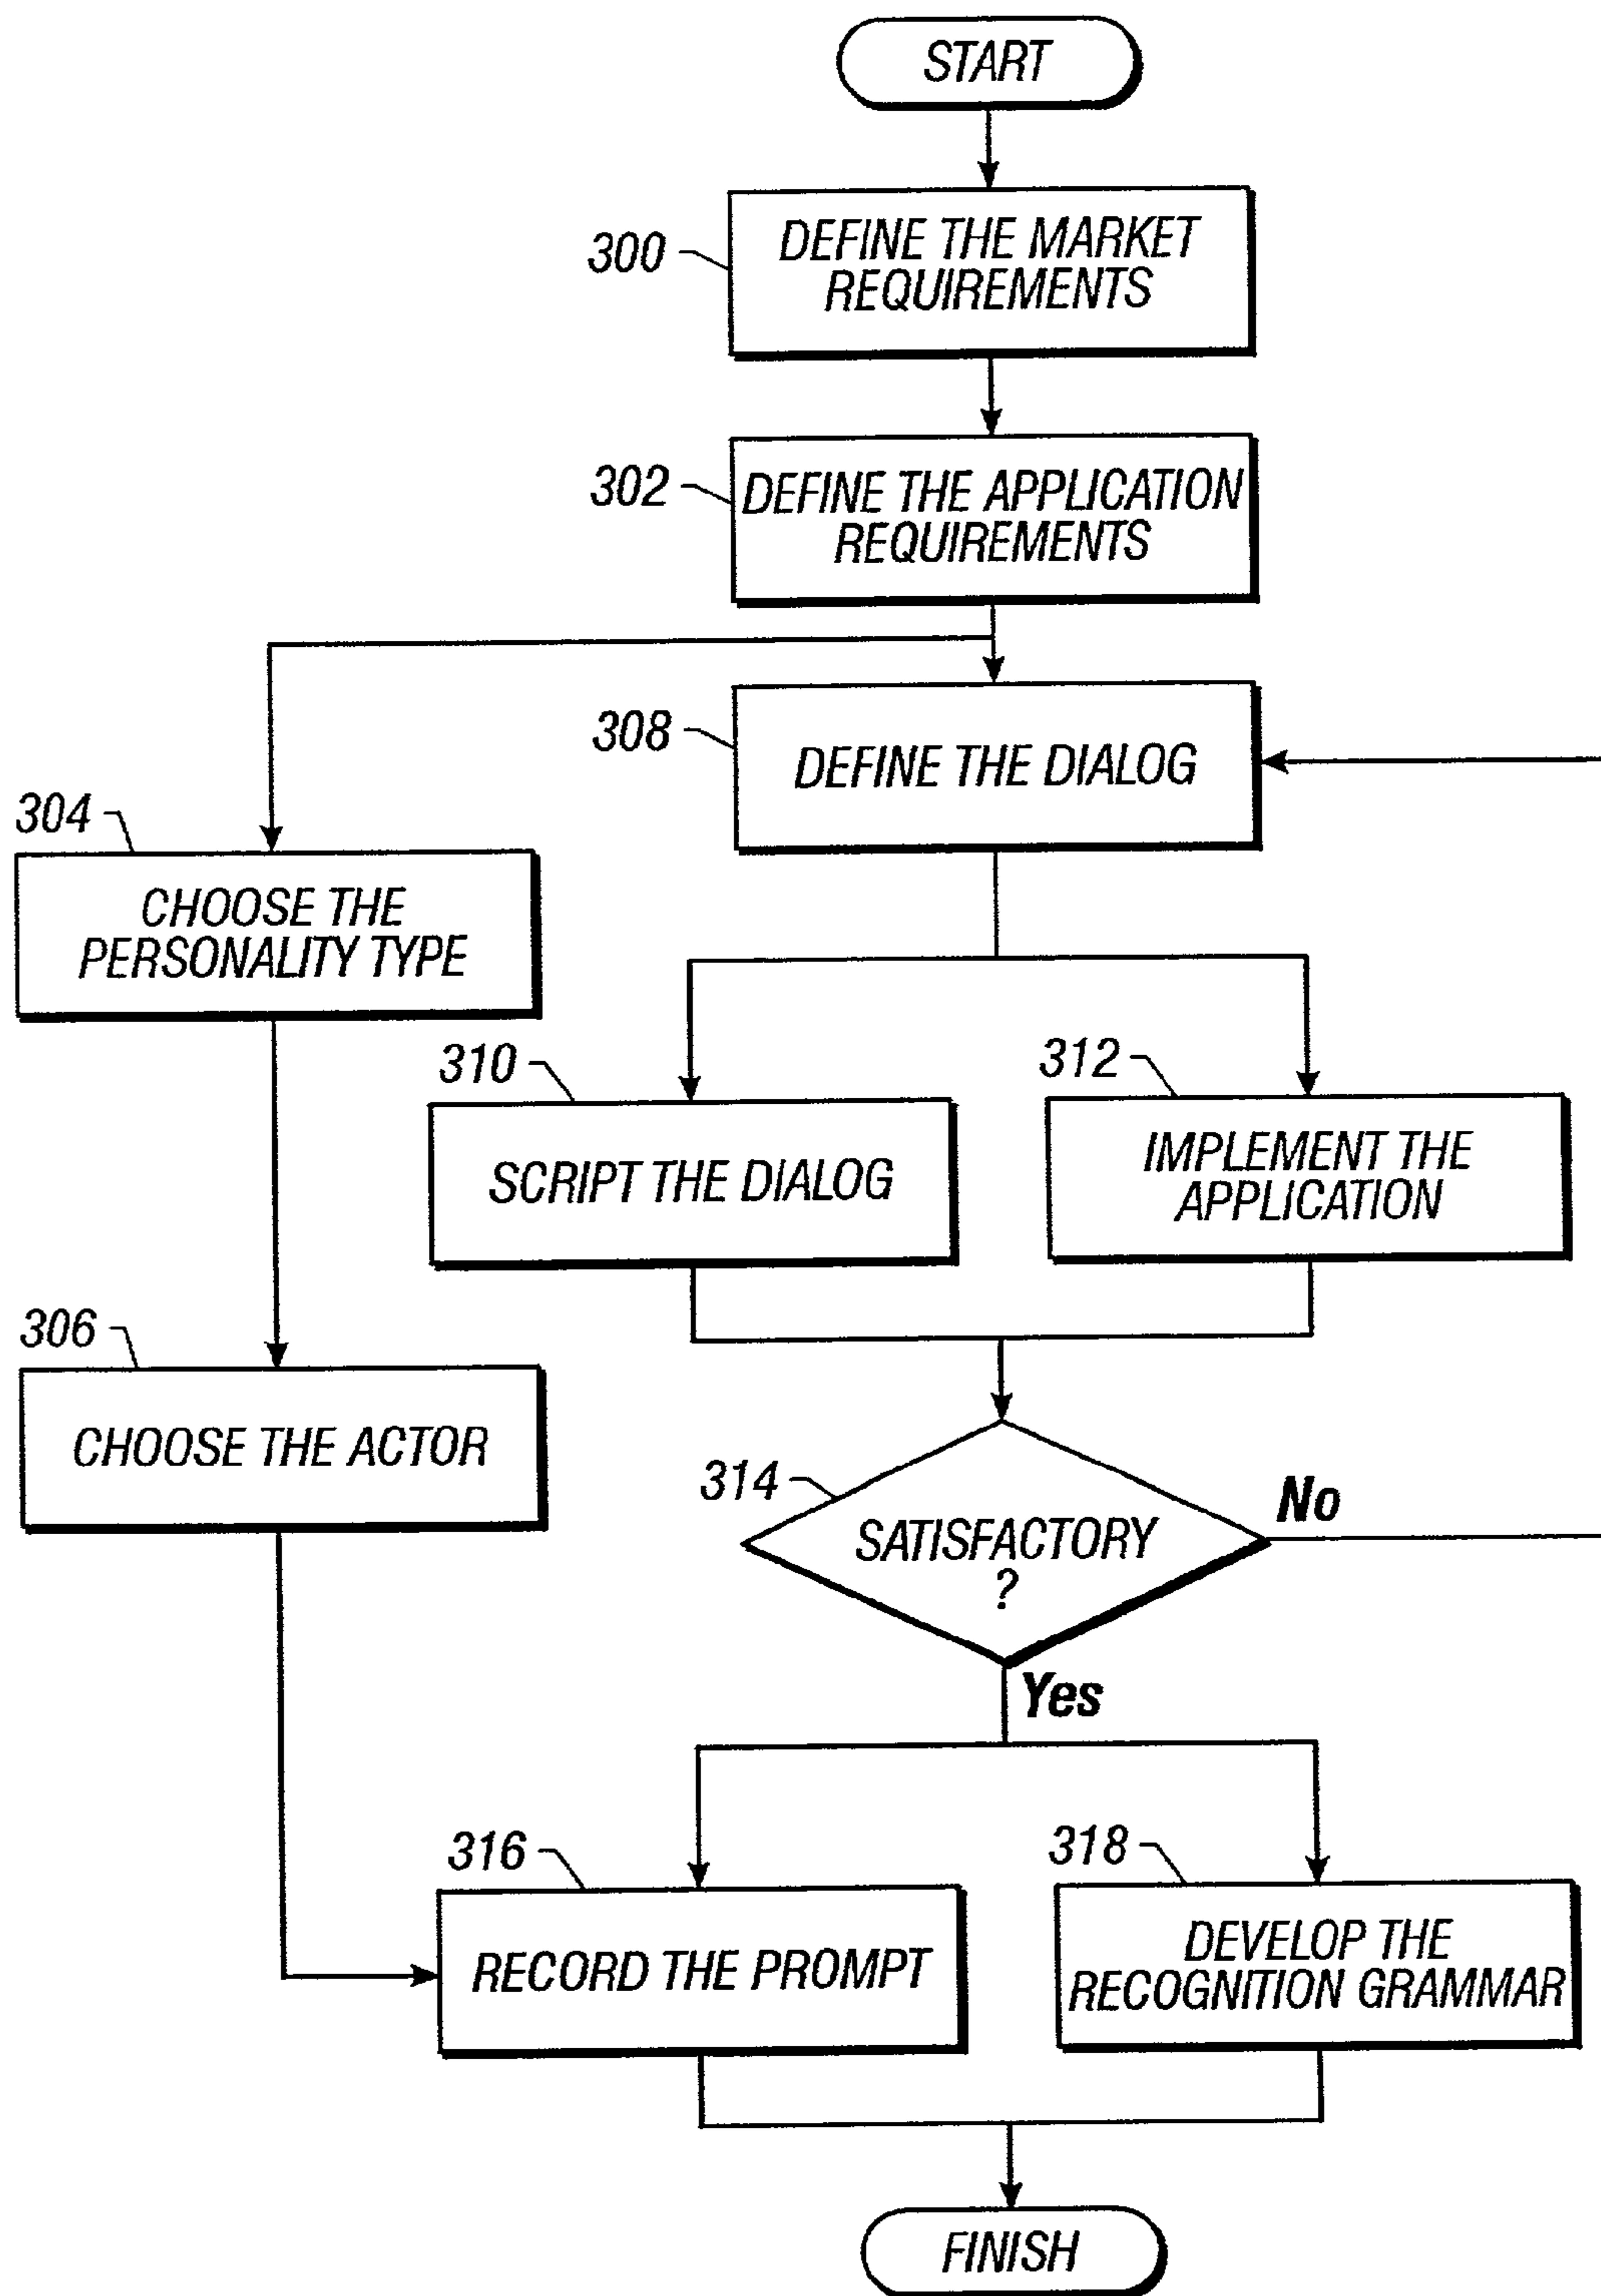 START
300
DEFINE THE MARKET
REQUIREMENTS
302
DEFINE THE APPLICATION
REQUIREMENTS
308
DEFINE THE DIALOG
304
CHOOSE THE
PERSONALITY TYPE
310
SCRIPT THE DIALOG
312
IMPLEMENT THE
APPLICATION
306
CHOOSE THE ACTOR
314
SATISFACTORY
?
No
Yes
316
RECORD THE PROMPT
318
DEVELOP THE
RECOGNITION GRAMMAR
FINISH